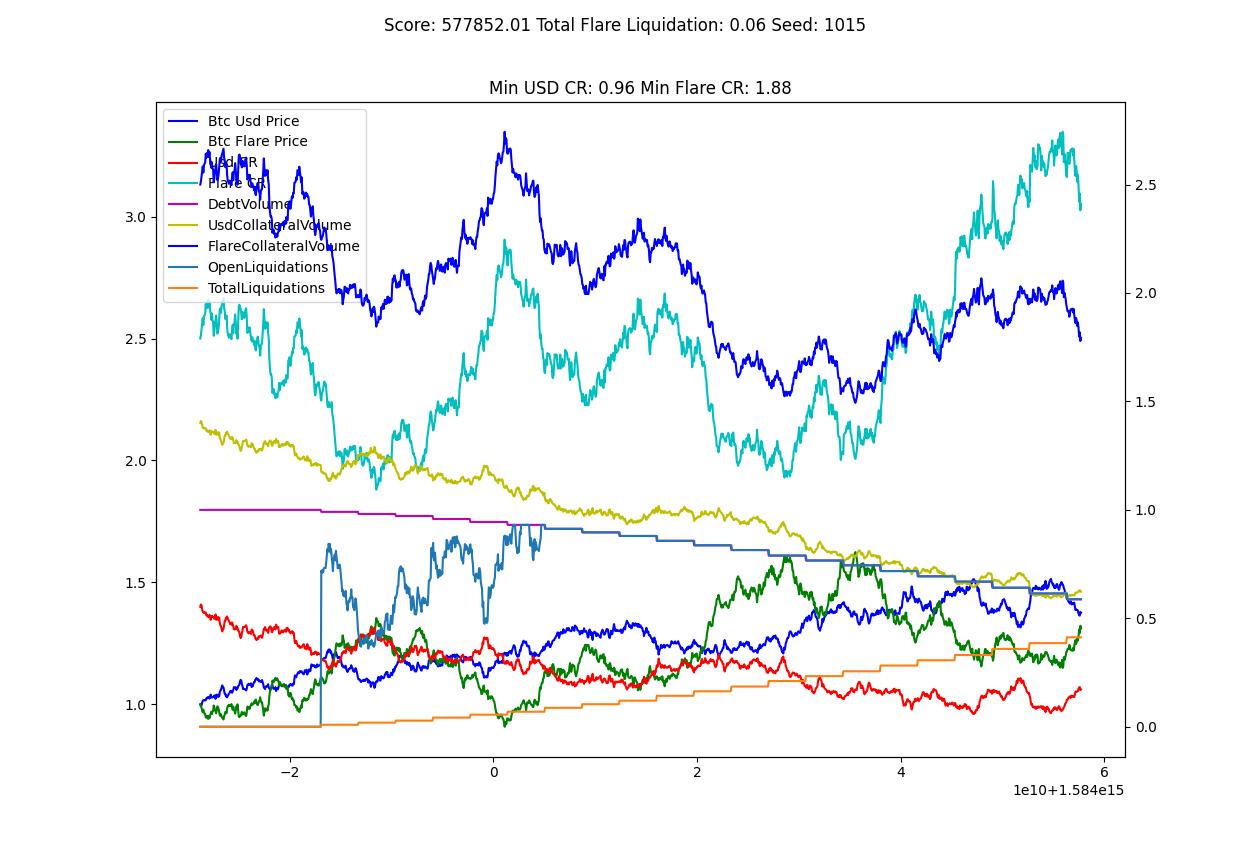 Score: 577852.01 Total Flare Liquidation: 0.06 Seed: 1015
Min USD CR: 0.96 Min Flare CR: 1.88
Btc Usd Price
Btc Flare Price
Usd CR
Flare CR
DebtVolume
UsdCollateralVolume
FlareCollateralVolume
OpenLiquidations
TotalLiquidations
3.0
2.5
2.0
1.5
1.0
2.5
2.0
1.5
1.0
0.5
0.0
−2 0 2 4 6
1e10+1.584e15